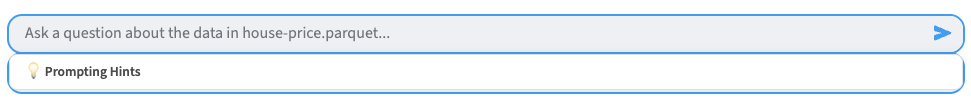 Ask a question about the data in house-price.parquet...
Prompting Hints